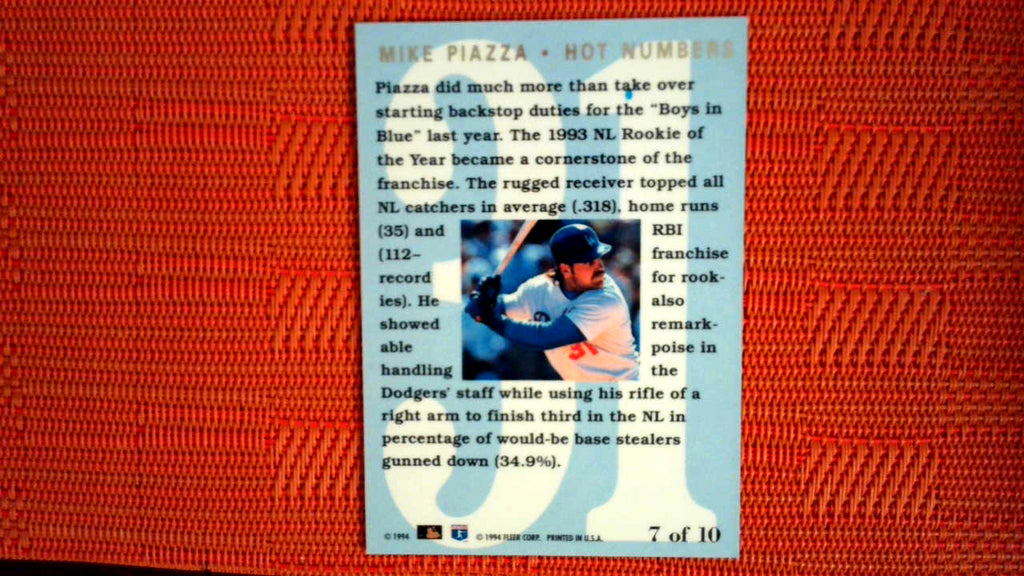 MIKE PIAZZA • HOT NUMBERS
31
Piazza did much more than take over
starting backstop duties for the "Boys in
Blue" last year. The 1993 NL Rookie of
the Year became a cornerstone of the
franchise. The rugged receiver topped all
NL catchers in average (.318), home runs
(35) and RBI
(112– franchise
record for rook-
ies). He also
showed remark-
able poise in
handling the
31
Dodgers' staff while using his rifle of a
right arm to finish third in the NL in
percentage of would-be base stealers
gunned down (34.9%).
© 1994 © 1994 FLEER CORP. PRINTED IN U.S.A. 7 of 10